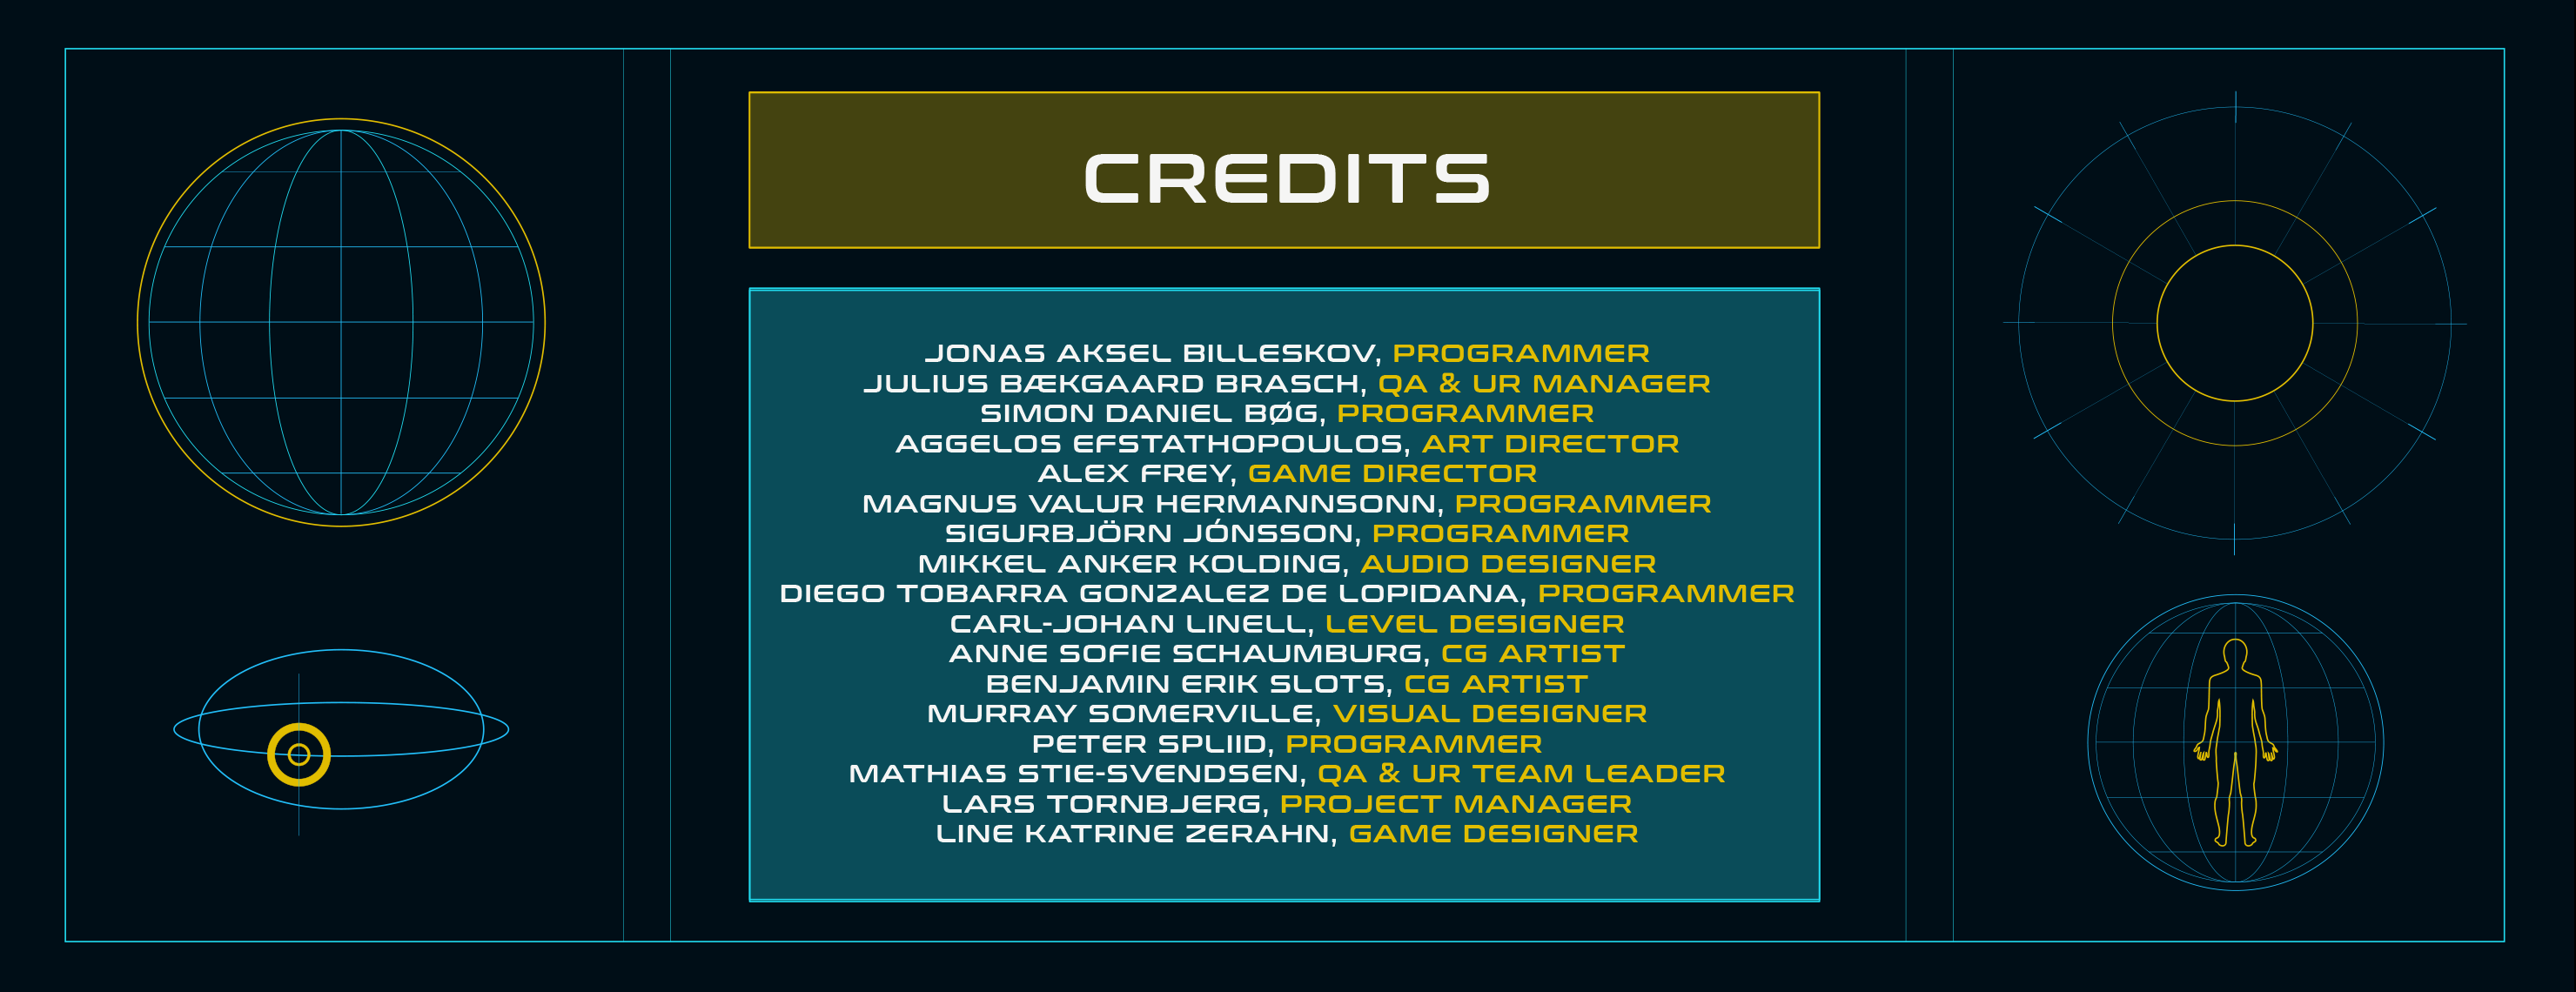 CREDITS
JONAS AKSEL BILLESKOV, PROGRAMMER
JULIUS BÆKGAARD BRASCH, QA & UR MANAGER
SIMON DANIEL BØG, PROGRAMMER
AGGELOS EFSTATHOPOULOS, ART DIRECTOR
ALEX FREY, GAME DIRECTOR
MAGNUS VALUR HERMANNSONN, PROGRAMMER
SIGURBJÖRN JÓNSSON, PROGRAMMER
MIKKEL ANKER KOLDING, AUDIO DESIGNER
DIEGO TOBARRA GONZALEZ DE LOPIDANA, PROGRAMMER
CARL-JOHAN LINELL, LEVEL DESIGNER
ANNE SOFIE SCHAUMBURG, CG ARTIST
BENJAMIN ERIK SLOTS, CG ARTIST
MURRAY SOMERVILLE, VISUAL DESIGNER
PETER SPLIID, PROGRAMMER
MATHIAS STIE-SVENDSEN, QA & UR TEAM LEADER
LARS TORNBJERG, PROJECT MANAGER
LINE KATRINE ZERAHN, GAME DESIGNER